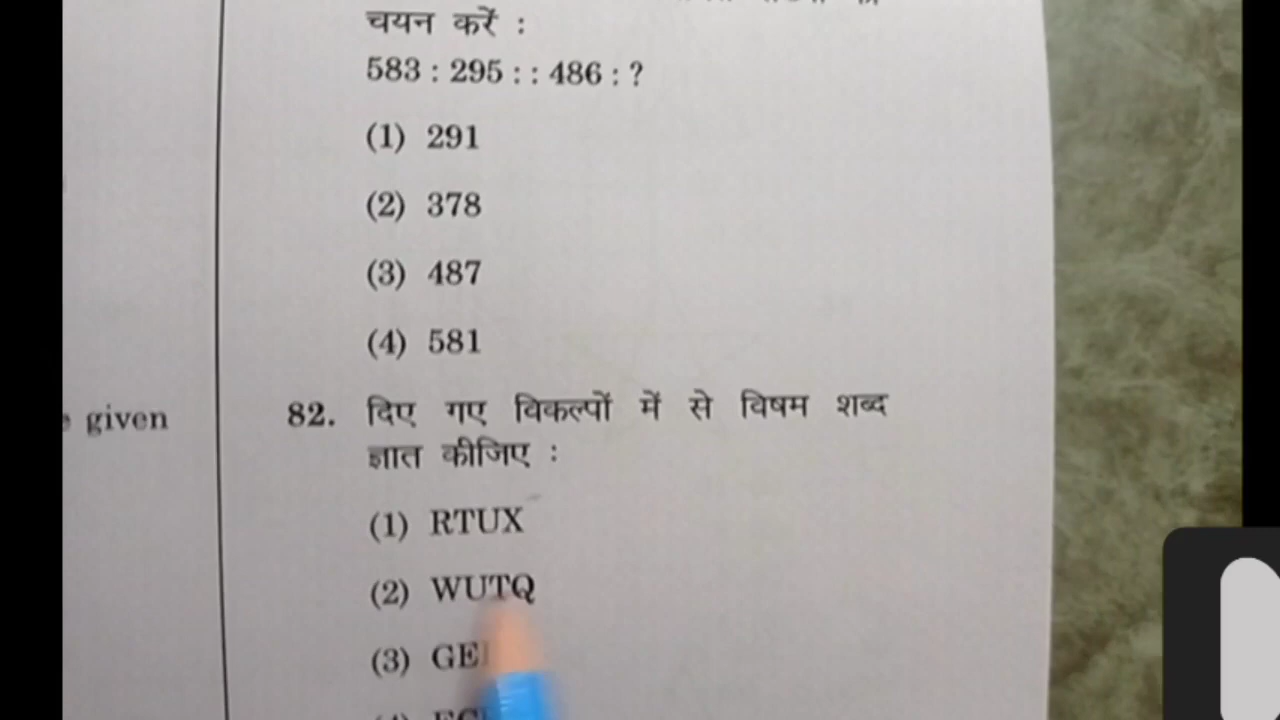 चयन करें :
583 : 295 : : 486 : ?
(1) 291
(2) 378
(3) 487
(4) 581
given
82. दिए गए विकल्पों में से विषम शब्द
ज्ञात कीजिए :
(1) RTUX
(2) WUTQ
(3)